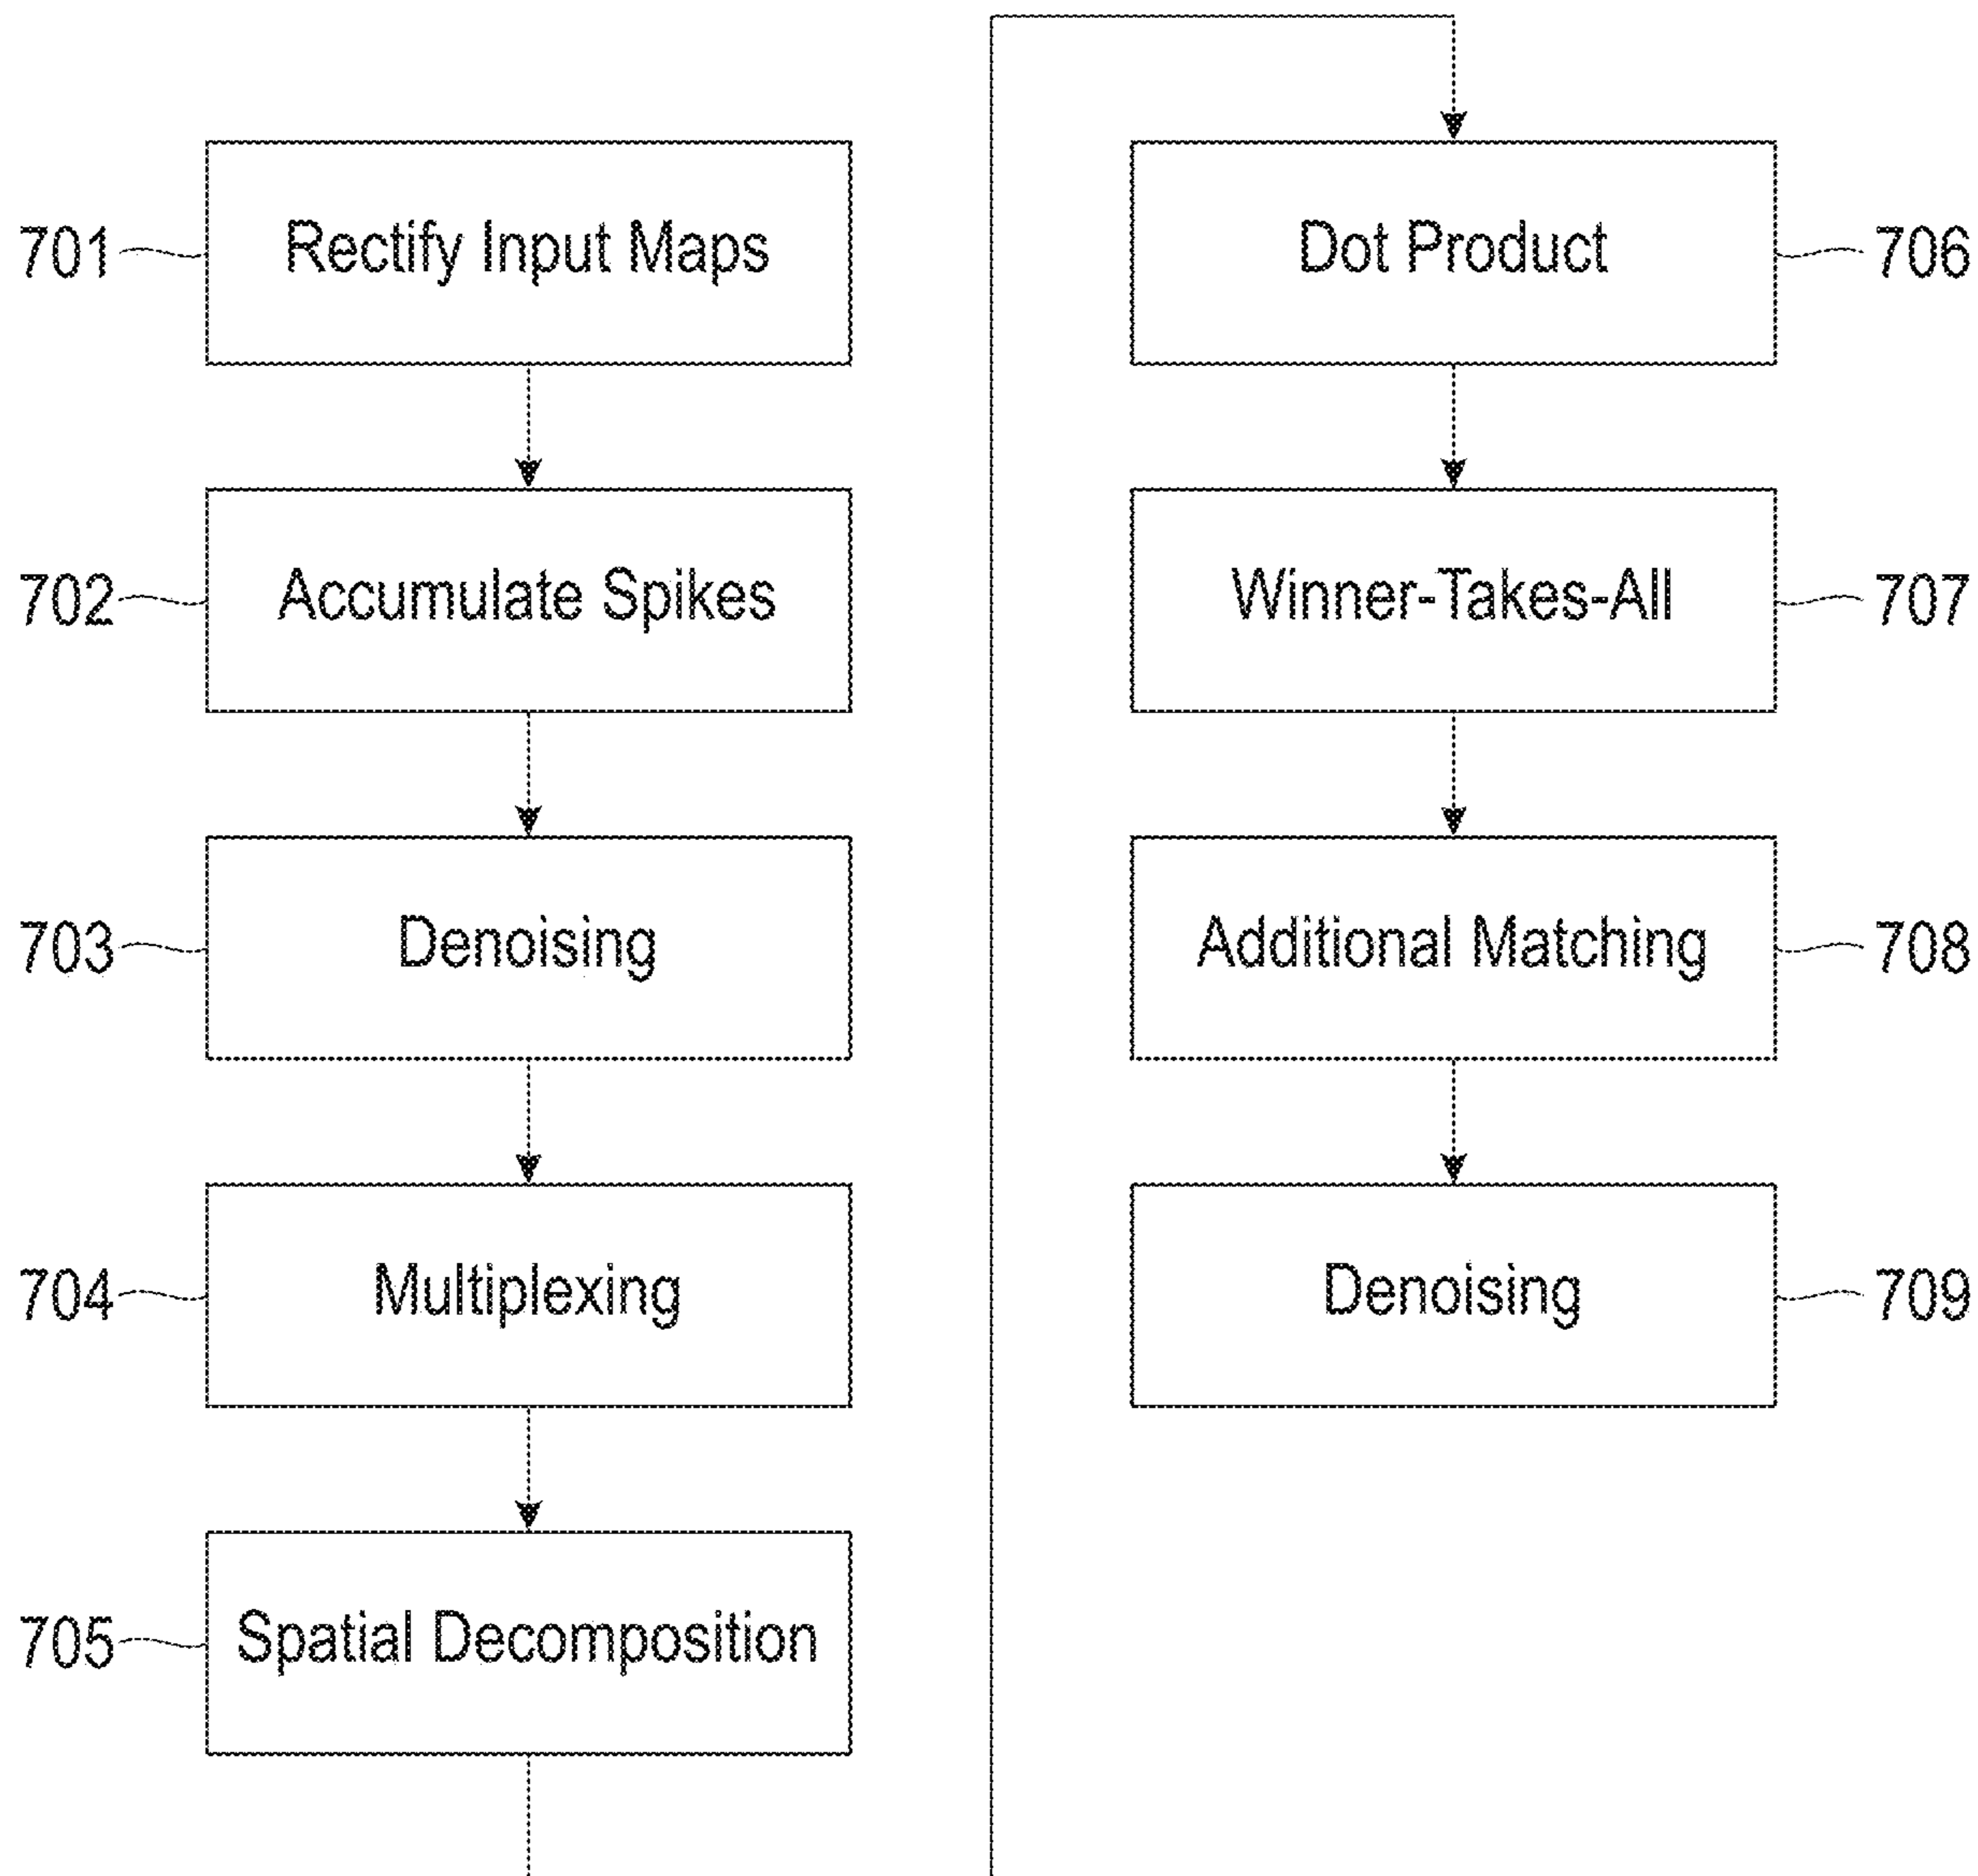 701 Rectify Input Maps
702 Accumulate Spikes
703 Denoising
704 Multiplexing
705 Spatial Decomposition
Dot Product 706
Winner-Takes-All 707
Additional Matching 708
Denoising 709